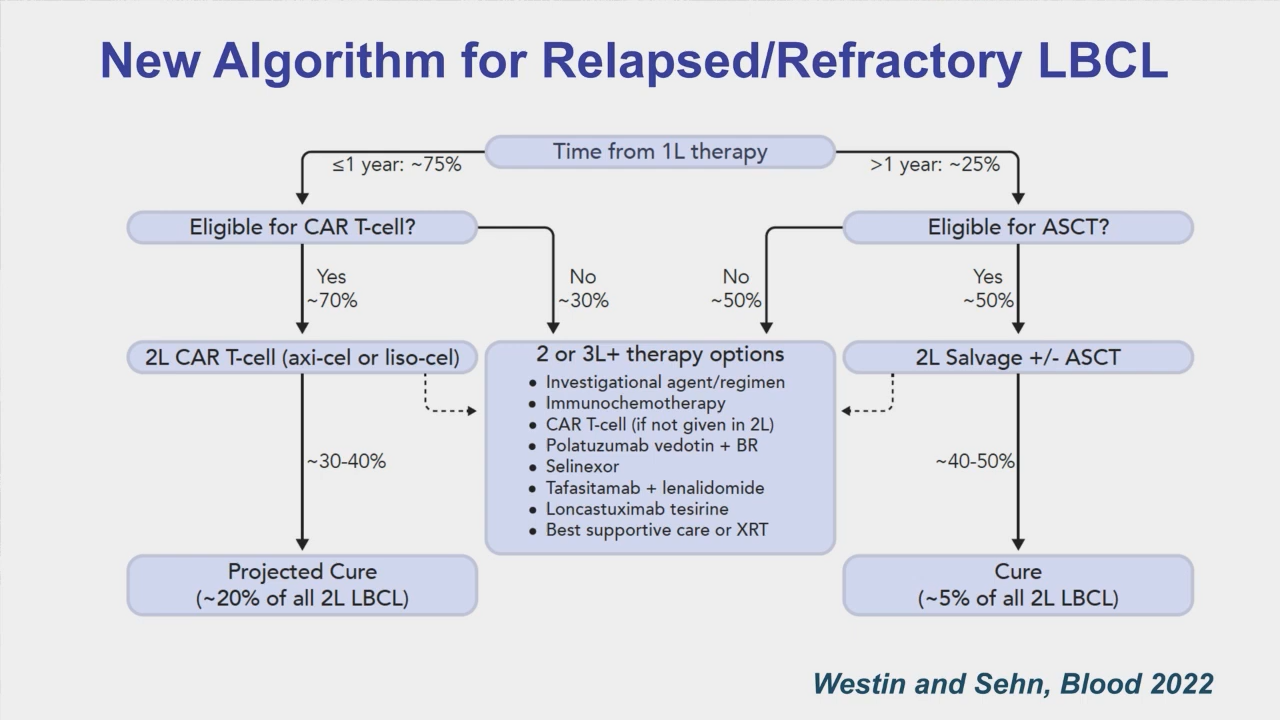 New Algorithm for Relapsed/Refractory LBCL
Time from 1L therapy
≤1 year: ~75%
>1 year: ~25%
Eligible for CAR T-cell?
Eligible for ASCT?
Yes
~70%
No
~30%
No
~50%
Yes
~50%
2L CAR T-cell (axi-cel or liso-cel)
2 or 3L+ therapy options
• Investigational agent/regimen
• Immunochemotherapy
• CAR T-cell (if not given in 2L)
• Polatuzumab vedotin + BR
• Selinexor
• Tafasitamab + lenalidomide
• Loncastuximab tesirine
• Best supportive care or XRT
2L Salvage +/- ASCT
~30-40%
~40-50%
Projected Cure
(~20% of all 2L LBCL)
Cure
(~5% of all 2L LBCL)
Westin and Sehn, Blood 2022